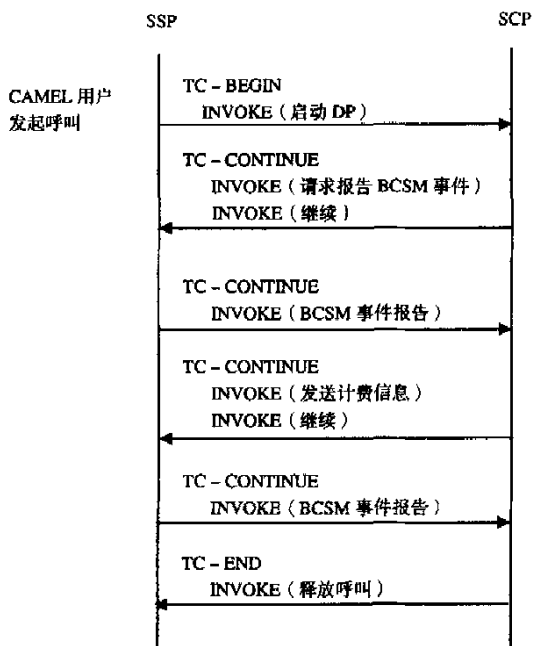 SSP SCP
CAMEL 用户
发起呼叫
TC – BEGIN
INVOKE（启动 DP）
TC – CONTINUE
INVOKE（请求报告 BCSM 事件）
INVOKE（继续）
TC – CONTINUE
INVOKE（BCSM 事件报告）
TC – CONTINUE
INVOKE（发送计费信息）
INVOKE（继续）
TC – CONTINUE
INVOKE（BCSM 事件报告）
TC – END
INVOKE（释放呼叫）